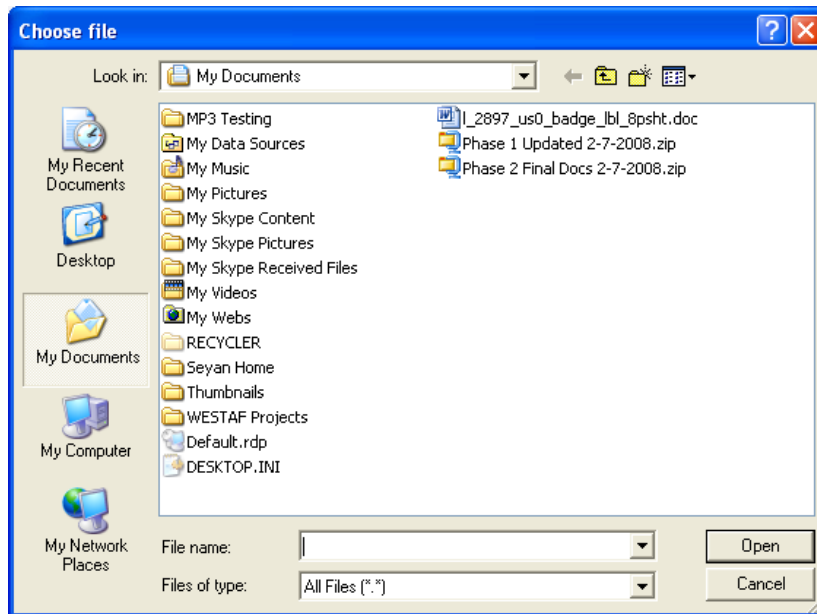 Choose file
Look in:
My Documents
My Recent
Documents
Desktop
My Documents
My Computer
My Network
Places
MP3 Testing
My Data Sources
My Music
My Pictures
My Skype Content
My Skype Pictures
My Skype Received Files
My Videos
My Webs
RECYCLER
Seyan Home
Thumbnails
WESTAF Projects
Default.rdp
DESKTOP.INI
l_2897_us0_badge_lbl_8psht.doc
Phase 1 Updated 2-7-2008.zip
Phase 2 Final Docs 2-7-2008.zip
File name:
Open
Files of type:
All Files (*.*)
Cancel